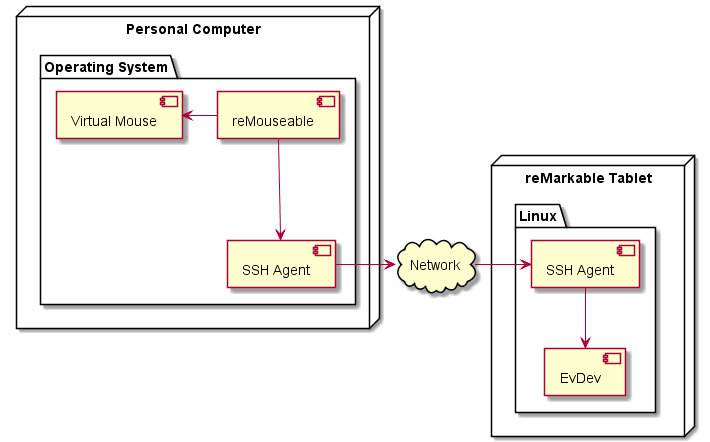 Personal Computer
Operating System
Virtual Mouse
reMouseable
SSH Agent
Network
reMarkable Tablet
Linux
SSH Agent
EvDev